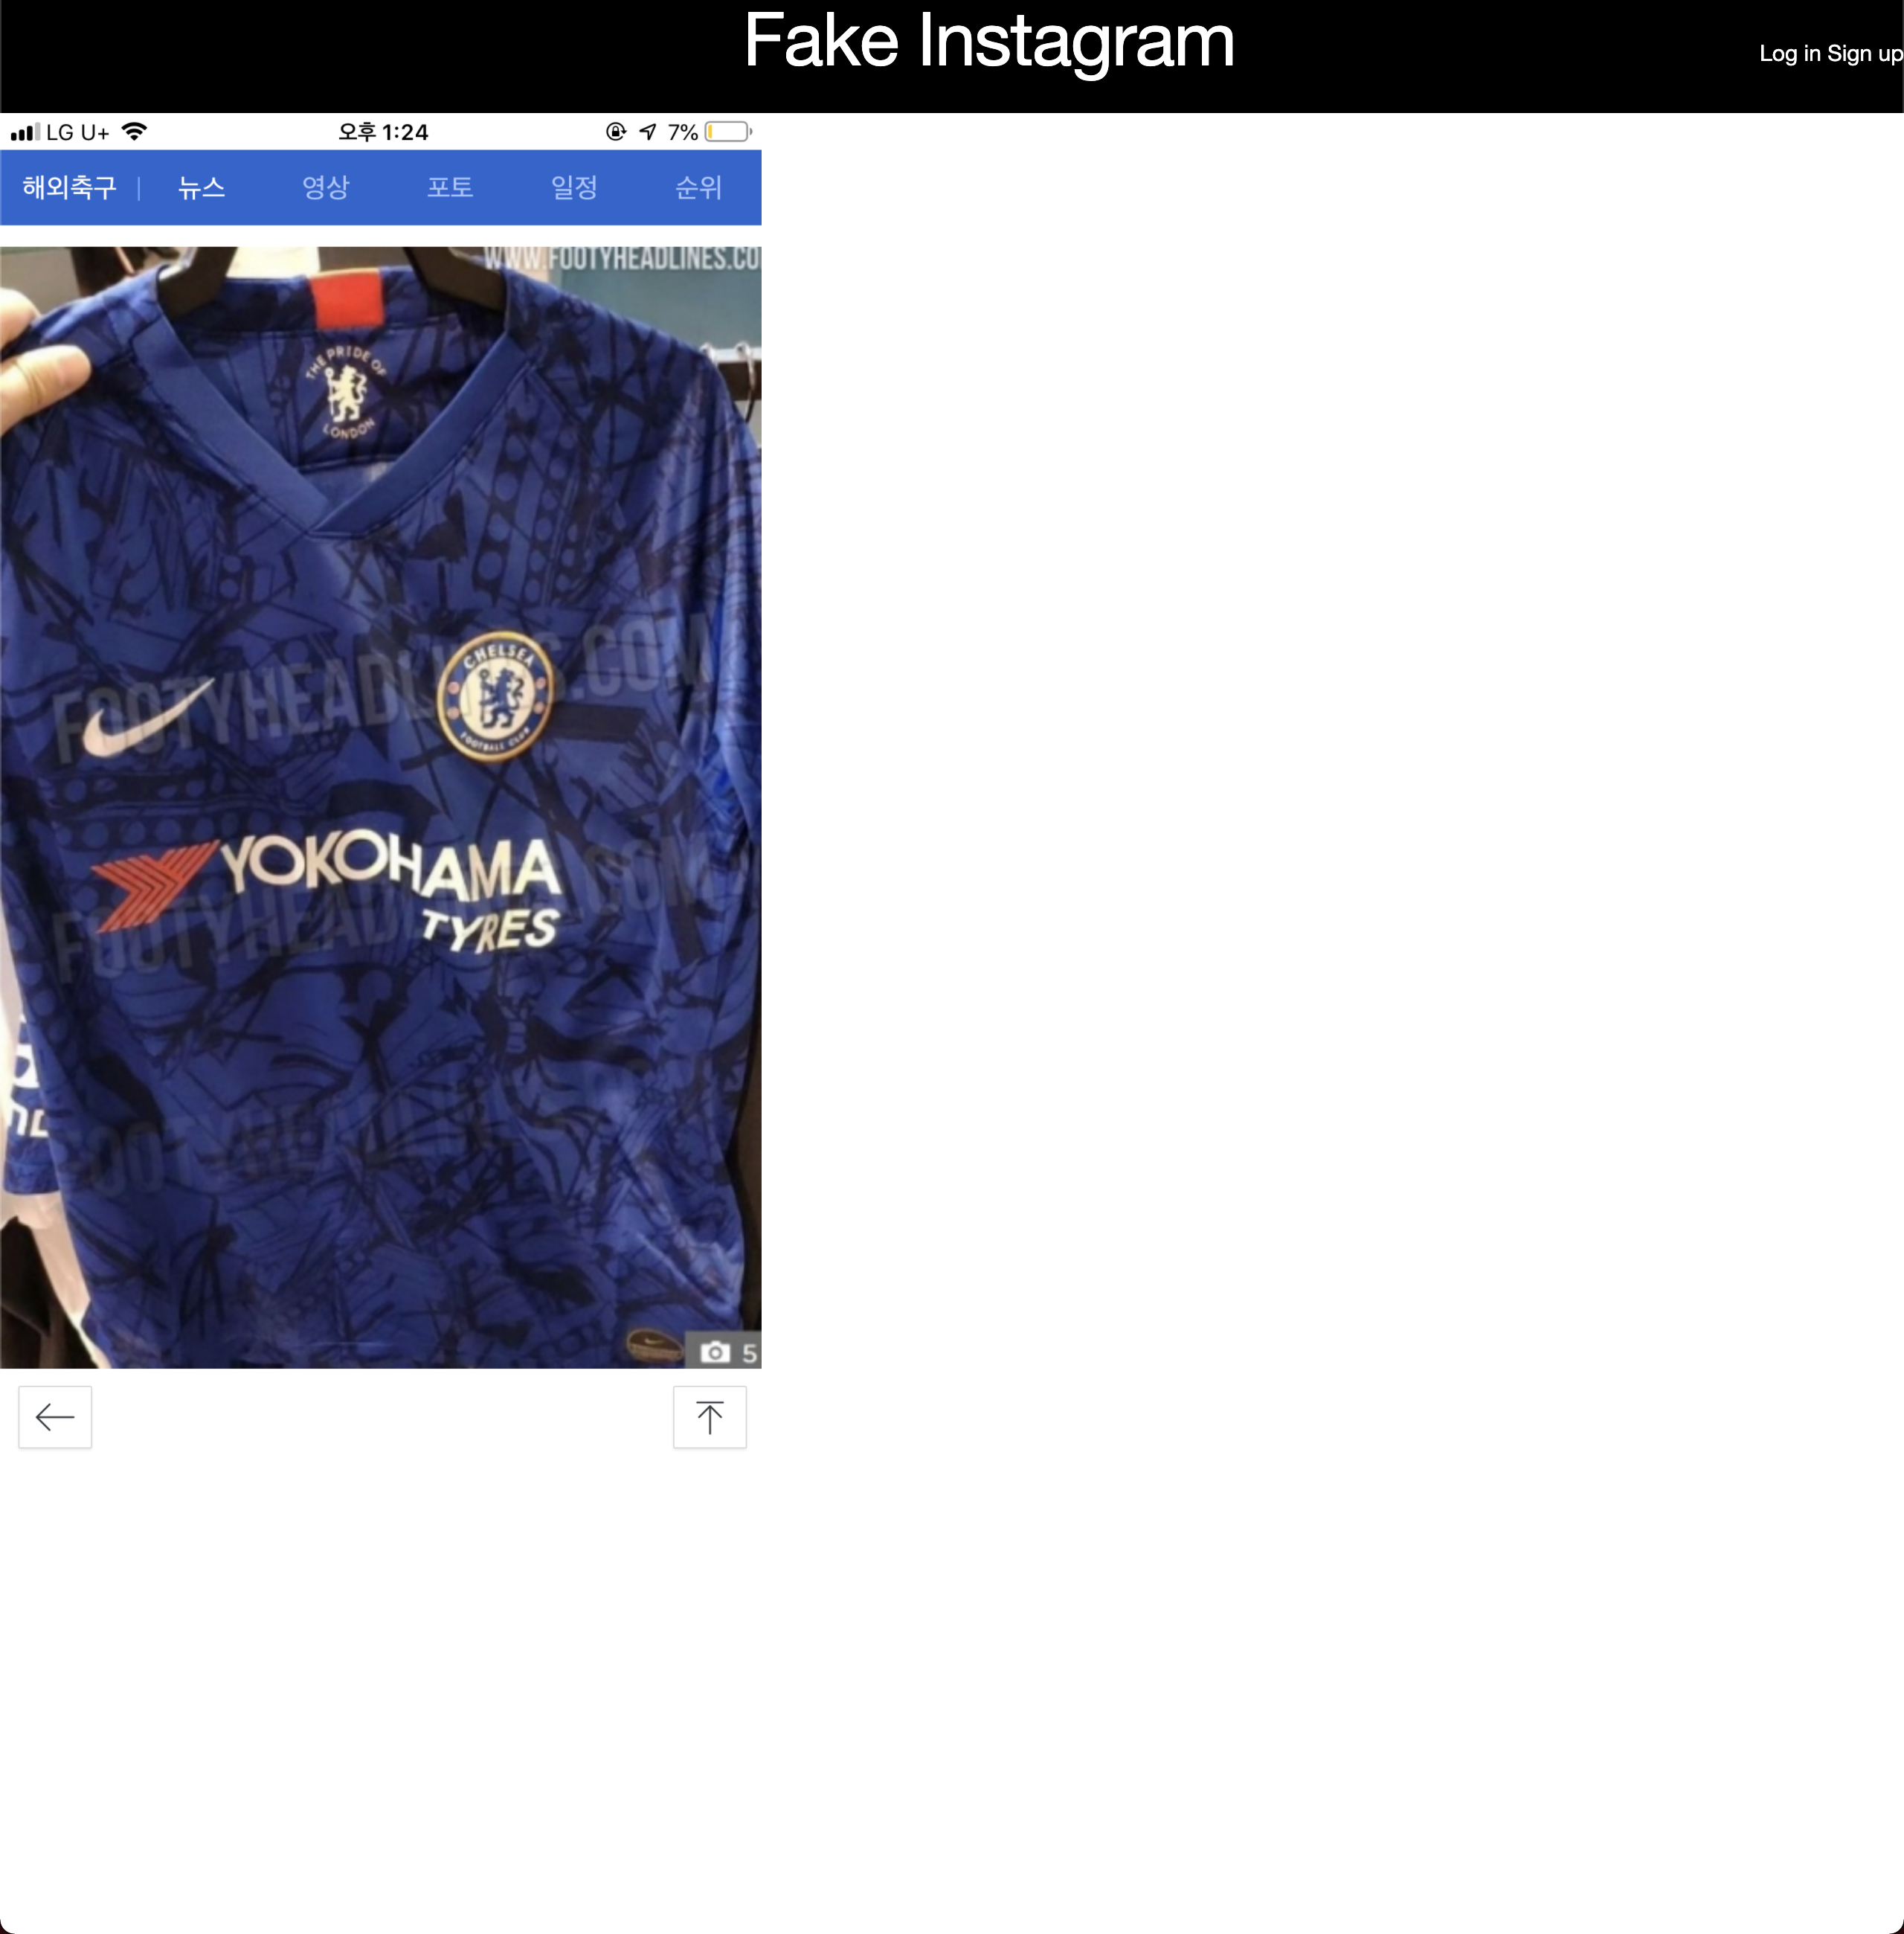 Fake Instagram
Log in Sign up
LG U+ 오후 1:24 7%
해외축구 | 뉴스 영상 포토 일정 순위
WWW.FOOTYHEADLINES.CO
THE PRIDE OF
LONDON
FOOTYHEADLINES.COM
CHELSEA
FOOTBALL CLUB
YOKOHAMA
TYRES
5